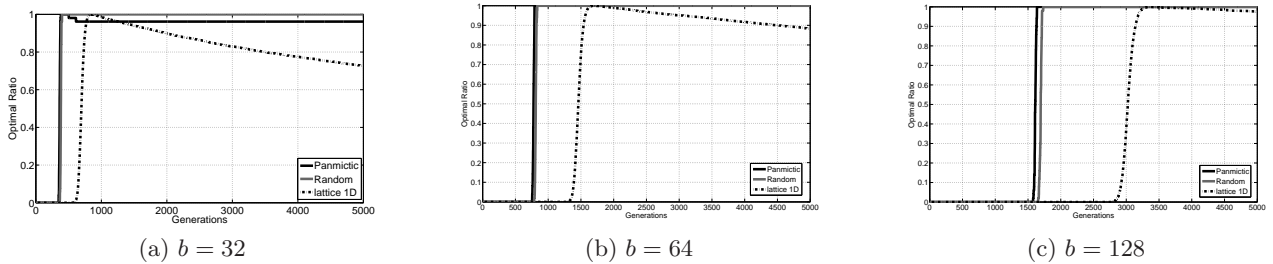 Optimal Ratio
1
0.8
0.6
0.4
0.2
0
0 1000 2000 3000 4000 5000
Generations
Panmictic
Random
lattice 1D
(a) b = 32
Optimal Ratio
1
0.9
0.8
0.7
0.6
0.5
0.4
0.3
0.2
0.1
0
0 500 1000 1500 2000 2500 3000 3500 4000 4500 5000
Generations
Panmictic
Random
lattice 1D
(b) b = 64
Optimal Ratio
1
0.9
0.8
0.7
0.6
0.5
0.4
0.3
0.2
0.1
0
0 500 1000 1500 2000 2500 3000 3500 4000 4500 5000
Generations
Panmictic
Random
lattice 1D
(c) b = 128